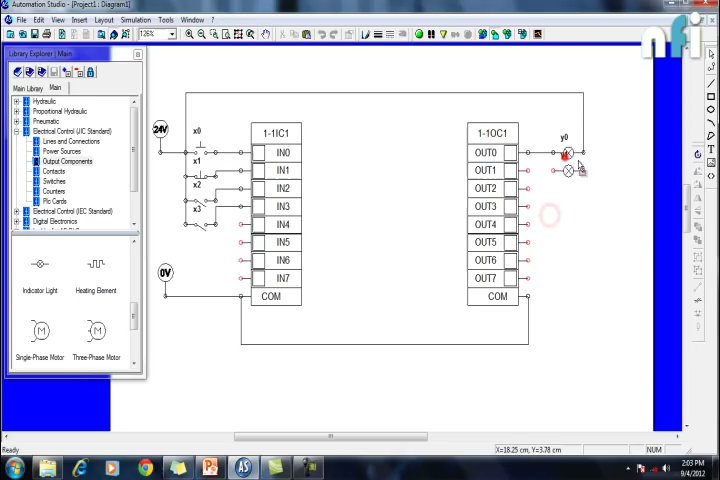 Automation Studio - [Project1 : Diagram1]
File Edit View Insert Layout Simulation Tools Window ?
126%
nfi
Library Explorer | Main
Main Library Main
Hydraulic
Proportional Hydraulic
Pneumatic
Electrical Control (JIC Standard)
Lines and Connections
Power Sources
Output Components
Contacts
Switches
Counters
Plc Cards
Electrical Control (IEC Standard)
Digital Electronics
Indicator Light Heating Element
M M
Single-Phase Motor Three-Phase Motor
24V
x0
x1
x2
x3
0V
1-1IC1
IN0
IN1
IN2
IN3
IN4
IN5
IN6
IN7
COM
1-1OC1
OUT0
OUT1
OUT2
OUT3
OUT4
OUT5
OUT6
OUT7
COM
y0
Ready
X=18.25 cm, Y=3.78 cm
NUM
AS
2:03 PM
9/4/2012